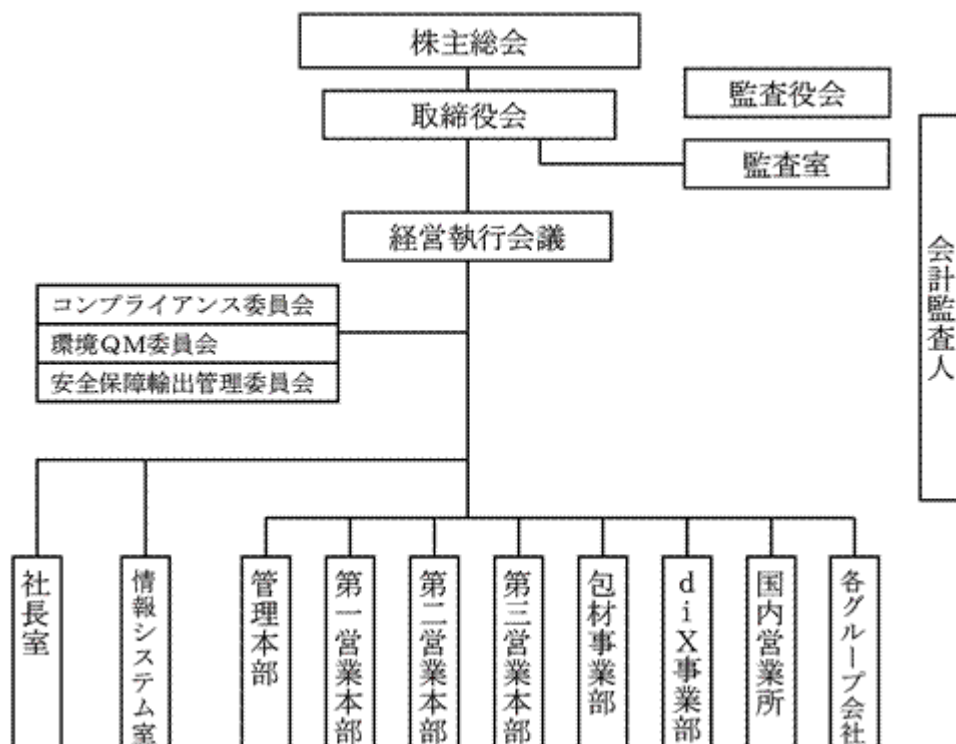 株主総会
取締役会
監査役会
監査室
経営執行会議
会計監査人
コンプライアンス委員会
環境QM委員会
安全保障輸出管理委員会
社長室
情報システム室
管理本部
第一営業本部
第二営業本部
第三営業本部
包材事業部
diX事業部
国内営業所
各グループ会社